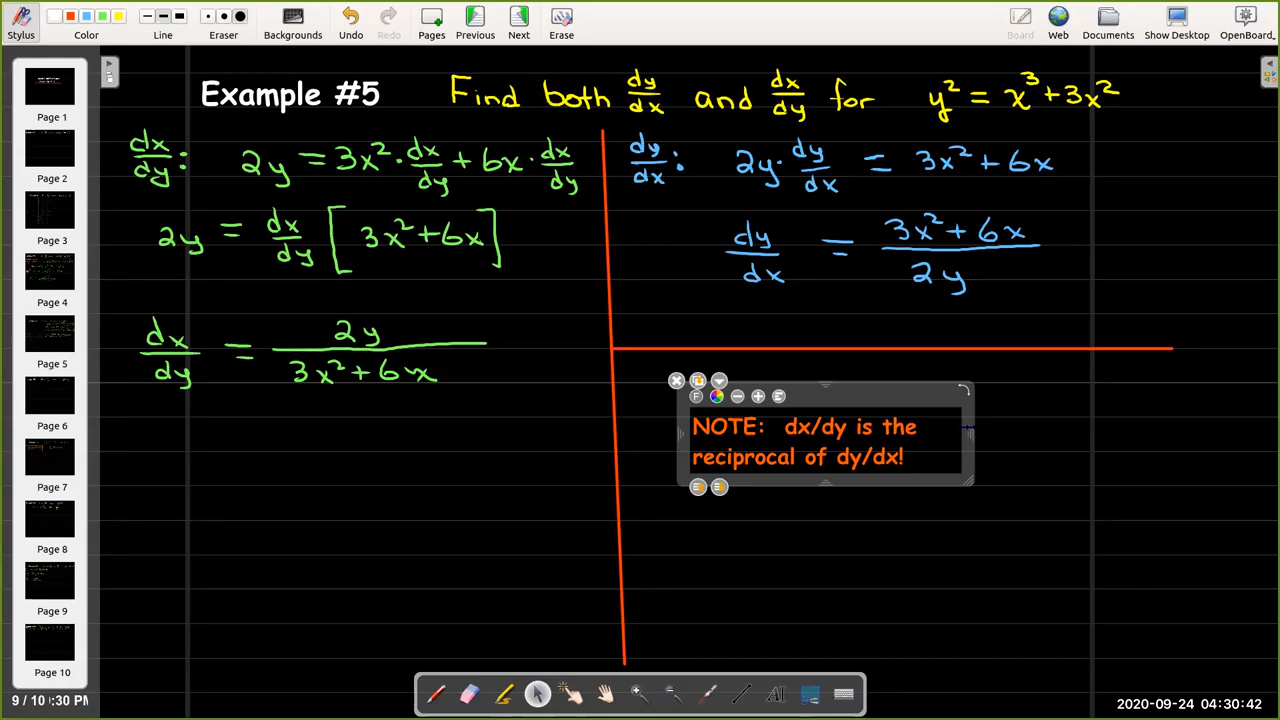 Stylus Color Line Eraser Backgrounds Undo Redo Pages Previous Next Erase Board Web Documents Show Desktop OpenBoard
Page 1
Page 2
Page 3
Page 4
Page 5
Page 6
Page 7
Page 8
Page 9
Page 10
Example #5 Find both dy/dx and dx/dy for y² = x³+3x²
dx/dy: 2y = 3x²·dx/dy + 6x·dx/dy
2y = dx/dy [3x²+6x]
dx/dy = 2y/(3x²+6x)
dy/dx: 2y·dy/dx = 3x²+6x
dy/dx = (3x²+6x)/2y
NOTE: dx/dy is the
reciprocal of dy/dx!
9 / 10
2020-09-24 04:30:42